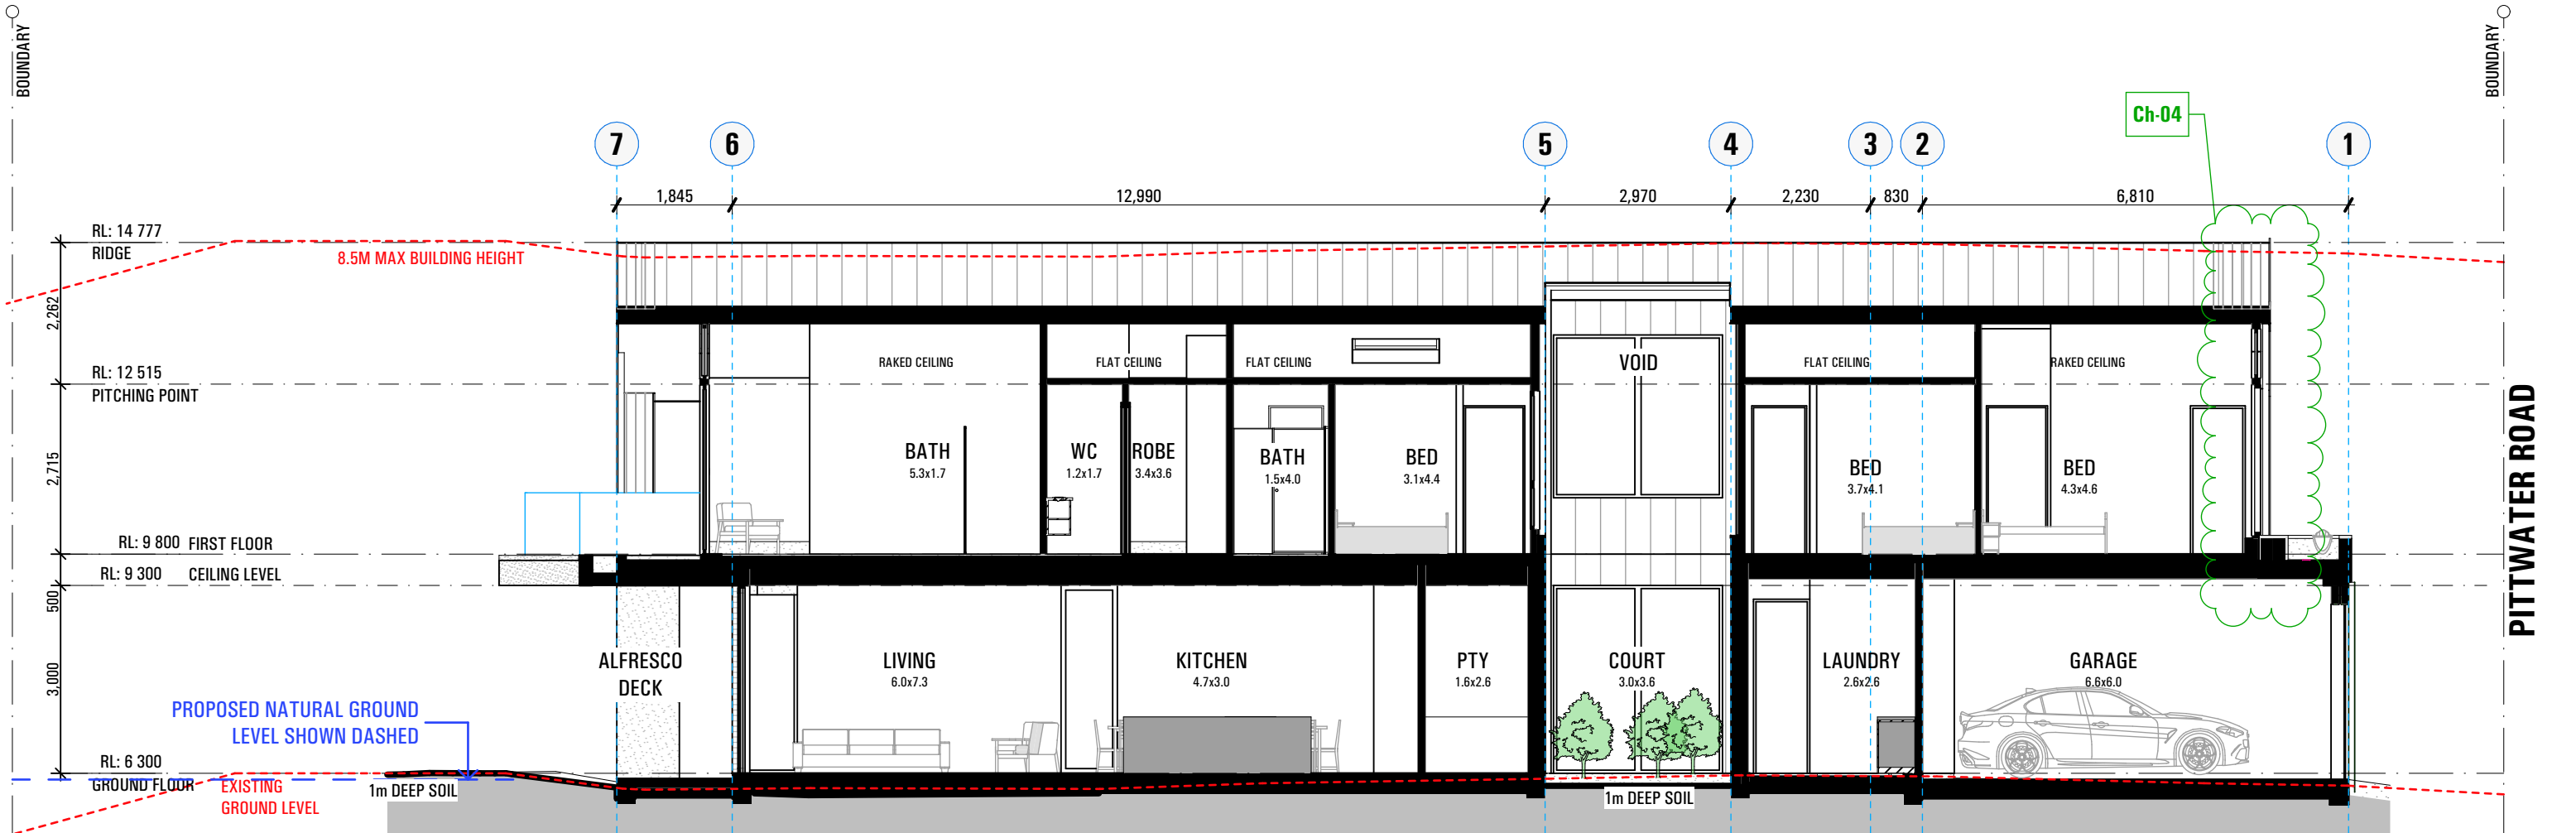 BOUNDARY
BOUNDARY
Ch-04
7
6
5
4
3
2
1
1,845
12,990
2,970
2,230
830
6,810
RL: 14 777
RIDGE
8.5M MAX BUILDING HEIGHT
2,262
RL: 12 515
PITCHING POINT
RAKED CEILING
FLAT CEILING
FLAT CEILING
VOID
FLAT CEILING
RAKED CEILING
2,715
BATH
5.3x1.7
WC
1.2x1.7
ROBE
3.4x3.6
BATH
1.5x4.0
BED
3.1x4.4
BED
3.7x4.1
BED
4.3x4.6
PITTWATER ROAD
RL: 9 800 FIRST FLOOR
RL: 9 300 CEILING LEVEL
500
3,000
ALFRESCO
DECK
LIVING
6.0x7.3
KITCHEN
4.7x3.0
PTY
1.6x2.6
COURT
3.0x3.6
LAUNDRY
2.6x2.6
GARAGE
6.6x6.0
PROPOSED NATURAL GROUND
LEVEL SHOWN DASHED
RL: 6 300
GROUND FLOOR
EXISTING
GROUND LEVEL
1m DEEP SOIL
1m DEEP SOIL